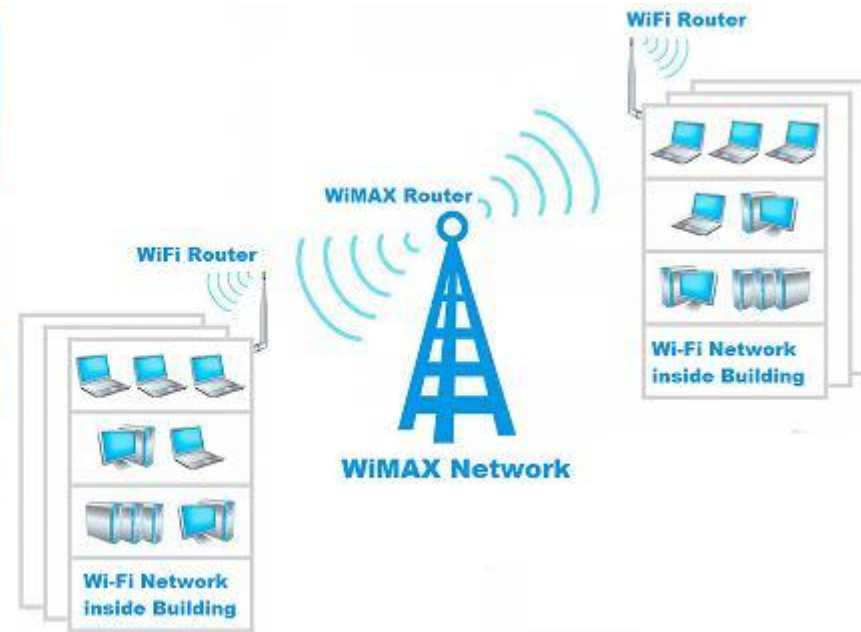 WiFi Router
WiMAX Router
WiFi Router
Wi-Fi Network
inside Building
WiMAX Network
Wi-Fi Network
inside Building